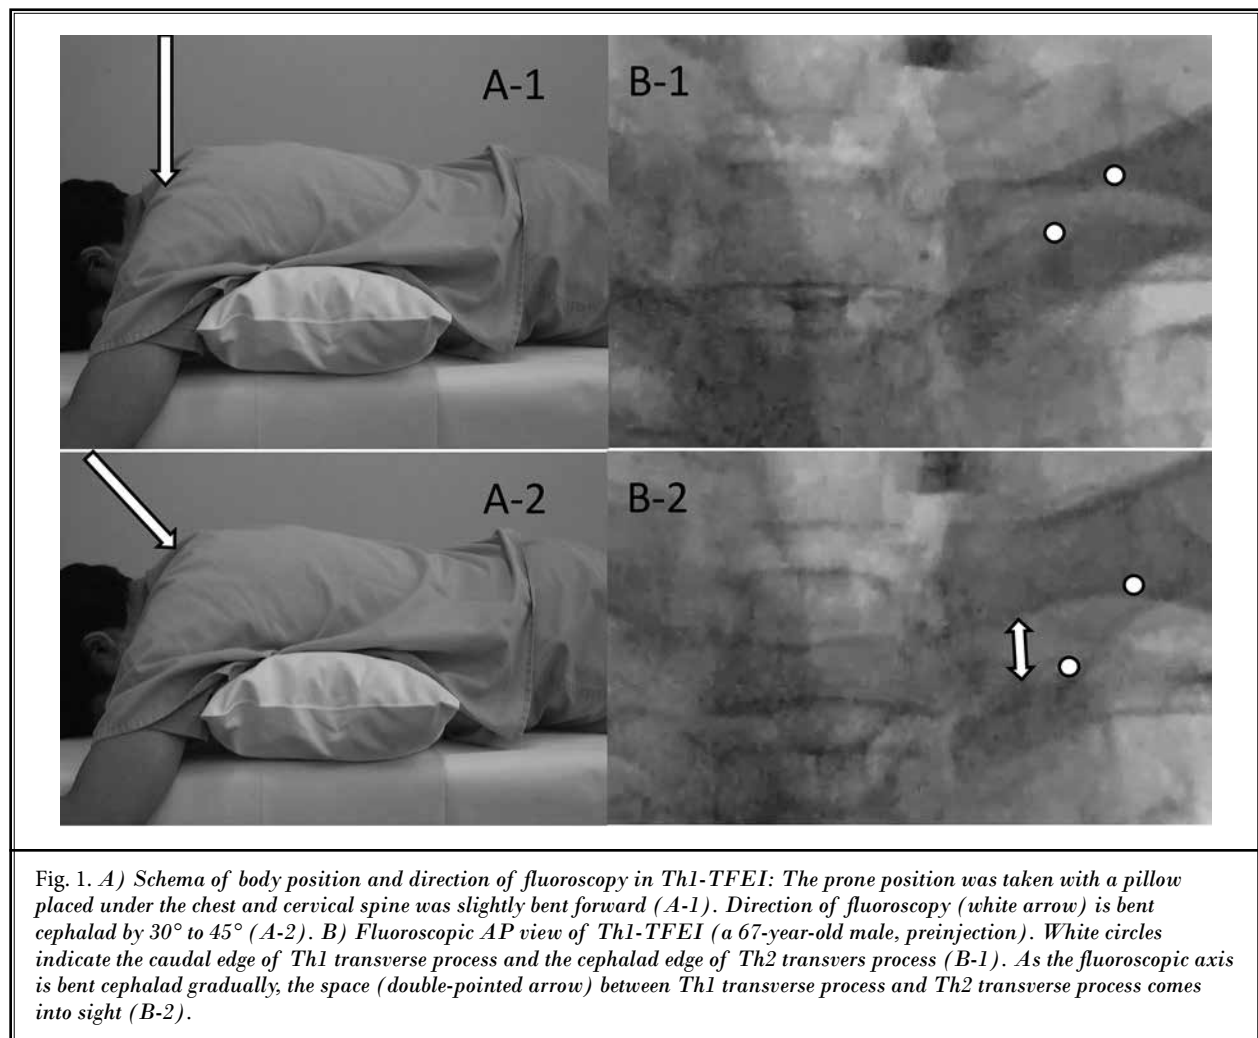 A-1
B-1
A-2
B-2
Fig. 1. A) Schema of body position and direction of fluoroscopy in Th1-TFEI: The prone position was taken with a pillow
placed under the chest and cervical spine was slightly bent forward (A-1). Direction of fluoroscopy (white arrow) is bent
cephalad by 30° to 45° (A-2). B) Fluoroscopic AP view of Th1-TFEI (a 67-year-old male, preinjection). White circles
indicate the caudal edge of Th1 transverse process and the cephalad edge of Th2 transvers process (B-1). As the fluoroscopic axis
is bent cephalad gradually, the space (double-pointed arrow) between Th1 transverse process and Th2 transverse process comes
into sight (B-2).